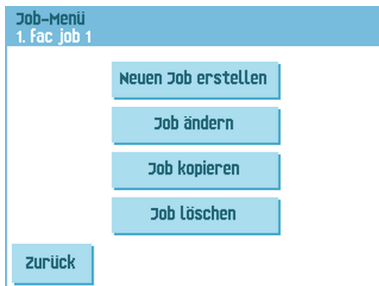 Job-Menü
1. Fac job 1
Neuen Job erstellen
Job ändern
Job kopieren
Job löschen
Zurück